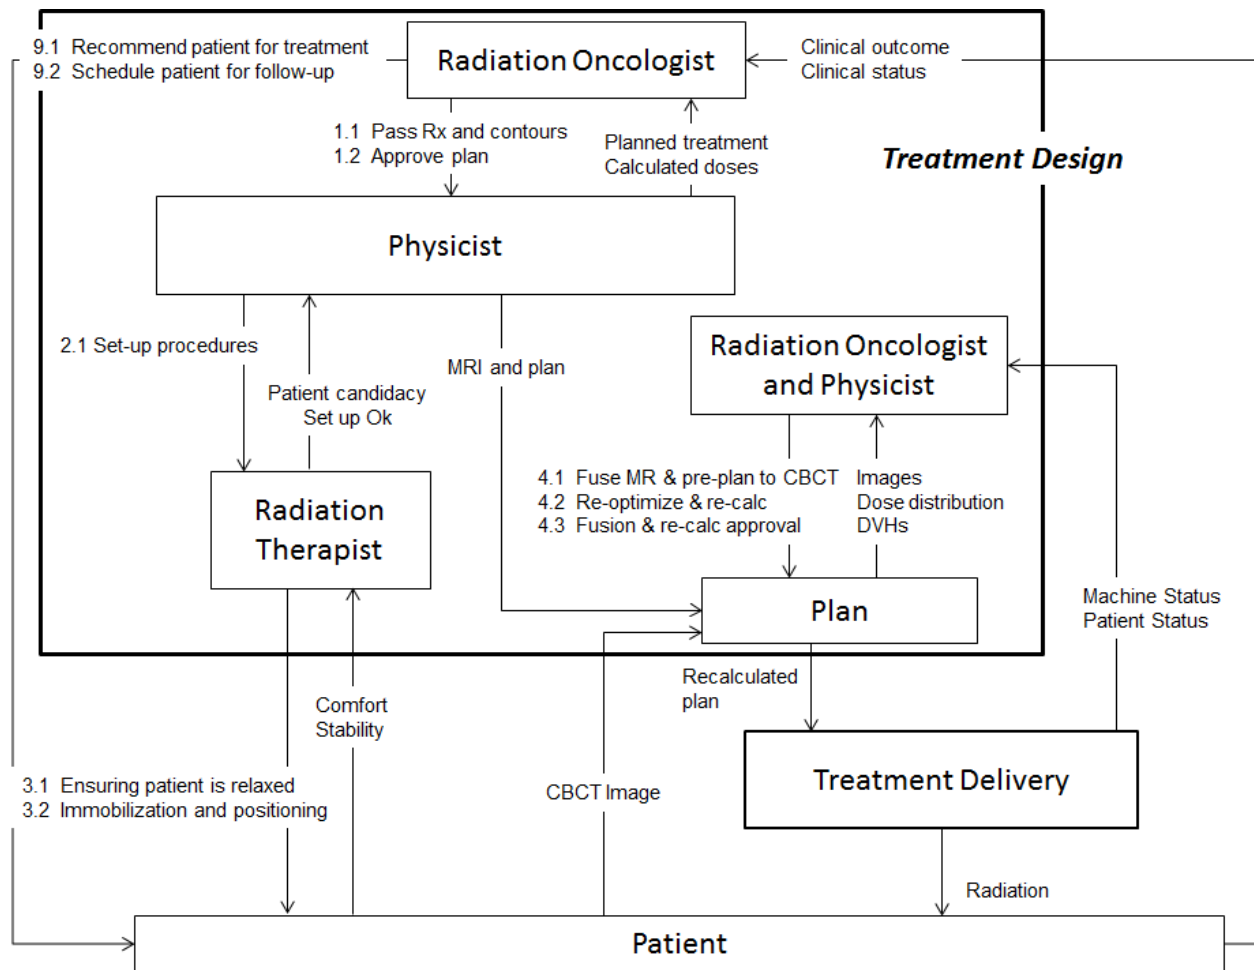 9.1 Recommend patient for treatment
9.2 Schedule patient for follow-up
Radiation Oncologist
Clinical outcome
Clinical status
1.1 Pass Rx and contours
1.2 Approve plan
Planned treatment
Calculated doses
Treatment Design
Physicist
2.1 Set-up procedures
Patient candidacy
Set up Ok
MRI and plan
Radiation Oncologist
and Physicist
4.1 Fuse MR & pre-plan to CBCT
4.2 Re-optimize & re-calc
4.3 Fusion & re-calc approval
Images
Dose distribution
DVHs
Radiation
Therapist
Plan
Machine Status
Patient Status
Recalculated
plan
Comfort
Stability
3.1 Ensuring patient is relaxed
3.2 Immobilization and positioning
CBCT Image
Treatment Delivery
Radiation
Patient